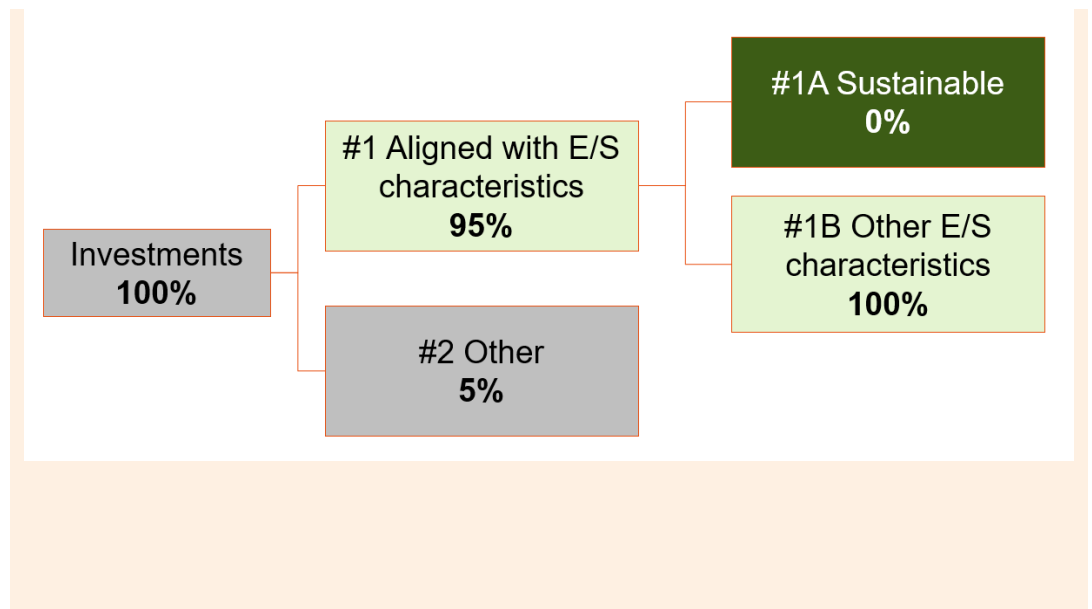 Investments
100%
#1 Aligned with E/S
characteristics
95%
#2 Other
5%
#1A Sustainable
0%
#1B Other E/S
characteristics
100%